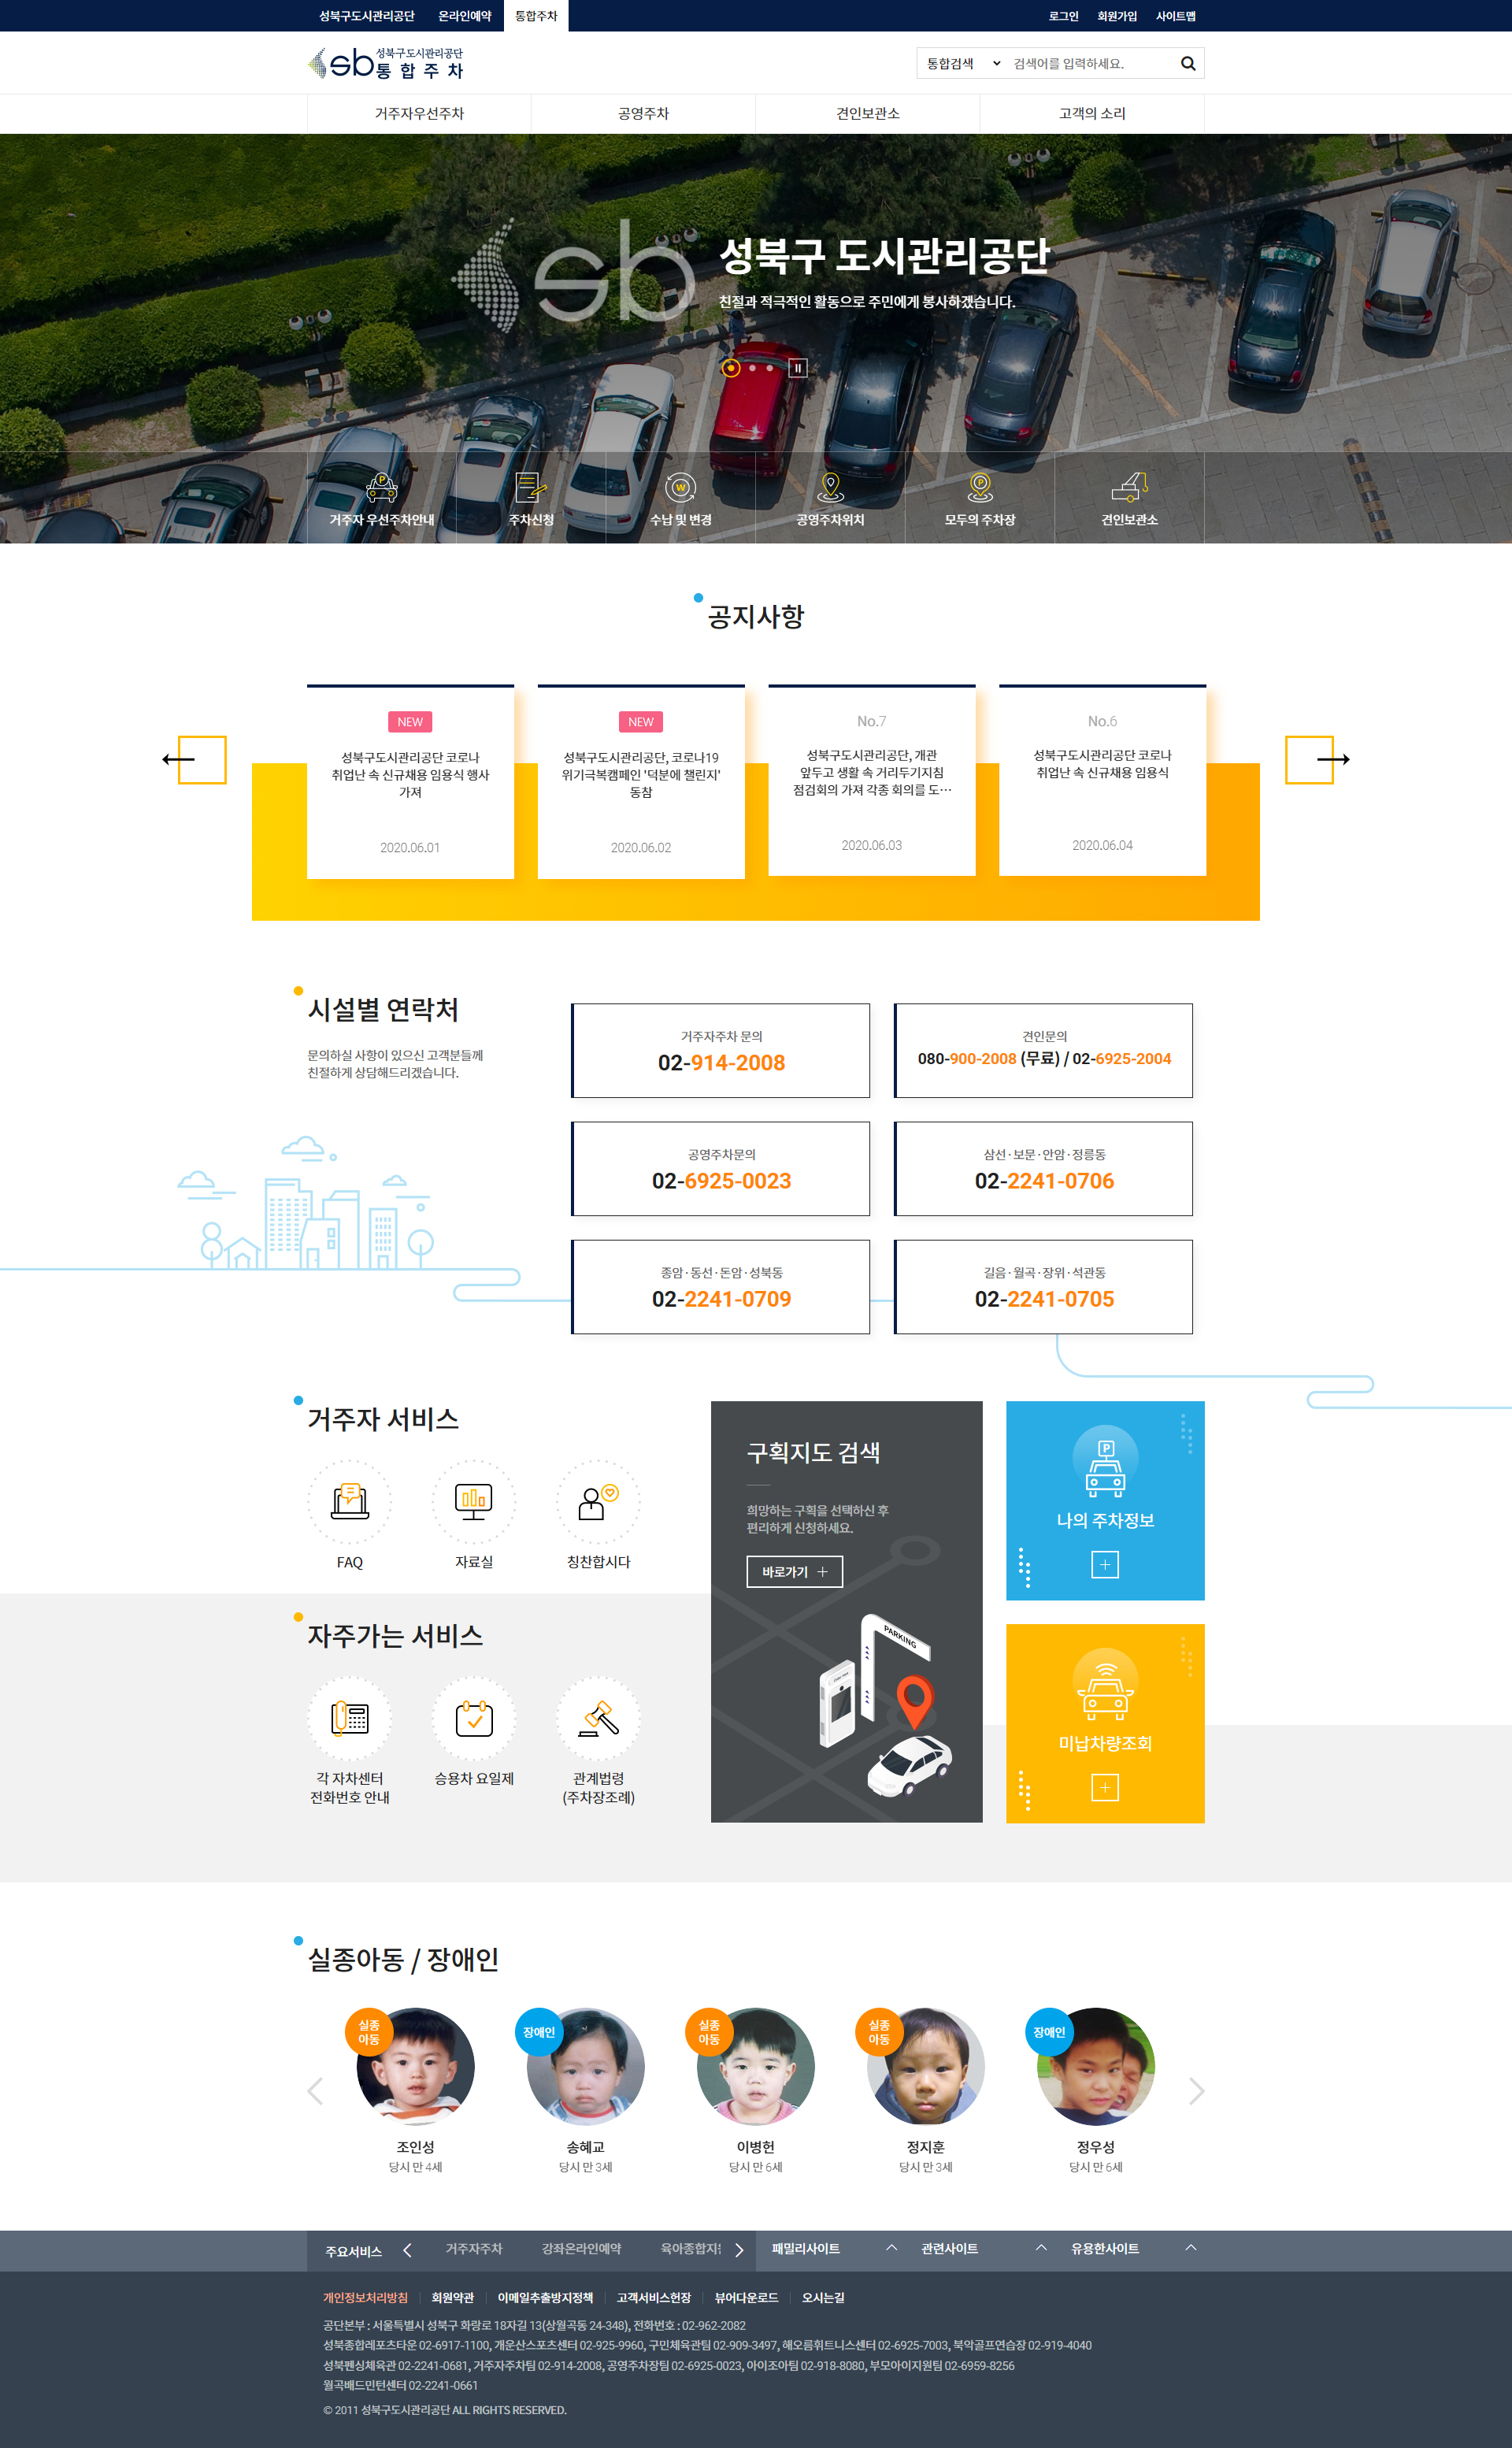 성북구도시관리공단 온라인예약 통합주차 로그인 회원가입 사이트맵
sb 성북구도시관리공단
통합주차
통합검색 검색어를 입력하세요.
거주자우선주차 공영주차 견인보관소 고객의 소리
sb
성북구 도시관리공단
친절과 적극적인 활동으로 주민에게 봉사하겠습니다.
거주자 우선주차안내 주차신청 수납 및 변경 공영주차위치 모두의 주차장 견인보관소
공지사항
NEW
성북구도시관리공단 코로나
취업난 속 신규채용 임용식 행사
가져
2020.06.01
NEW
성북구도시관리공단, 코로나19
위기극복캠페인 '덕분에 챌린지'
동참
2020.06.02
No.7
성북구도시관리공단, 개관
앞두고 생활 속 거리두기지침
점검회의 가져 각종 회의를 도…
2020.06.03
No.6
성북구도시관리공단 코로나
취업난 속 신규채용 임용식
2020.06.04
시설별 연락처
문의하실 사항이 있으신 고객분들께
친절하게 상담해드리겠습니다.
거주자주차 문의
02-914-2008
견인문의
080-900-2008 (무료) / 02-6925-2004
공영주차문의
02-6925-0023
삼선·보문·안암·정릉동
02-2241-0706
종암·동선·돈암·성북동
02-2241-0709
길음·월곡·장위·석관동
02-2241-0705
거주자 서비스
FAQ 자료실 칭찬합시다
자주가는 서비스
각 자차센터
전화번호 안내
승용차 요일제
관계법령
(주차장조례)
구획지도 검색
희망하는 구획을 선택하신 후
편리하게 신청하세요.
바로가기
PARKING
P
나의 주차정보
미납차량조회
실종아동 / 장애인
실종
아동
조인성
당시 만 4세
장애인
송혜교
당시 만 3세
실종
아동
이병헌
당시 만 6세
실종
아동
정지훈
당시 만 3세
장애인
정우성
당시 만 6세
주요서비스 거주자주차 강좌온라인예약 육아종합지 패밀리사이트 관련사이트 유용한사이트
개인정보처리방침 회원약관 이메일추출방지정책 고객서비스헌장 뷰어다운로드 오시는길
공단본부 : 서울특별시 성북구 화랑로 18자길 13(상월곡동 24-348), 전화번호 : 02-962-2082
성북종합레포츠타운 02-6917-1100, 개운산스포츠센터 02-925-9960, 구민체육관팀 02-909-3497, 해오름휘트니스센터 02-6925-7003, 북악골프연습장 02-919-4040
성북펜싱체육관 02-2241-0681, 거주자주차팀 02-914-2008, 공영주차장팀 02-6925-0023, 아이조아팀 02-918-8080, 부모아이지원팀 02-6959-8256
월곡배드민턴센터 02-2241-0661
© 2011 성북구도시관리공단 ALL RIGHTS RESERVED.